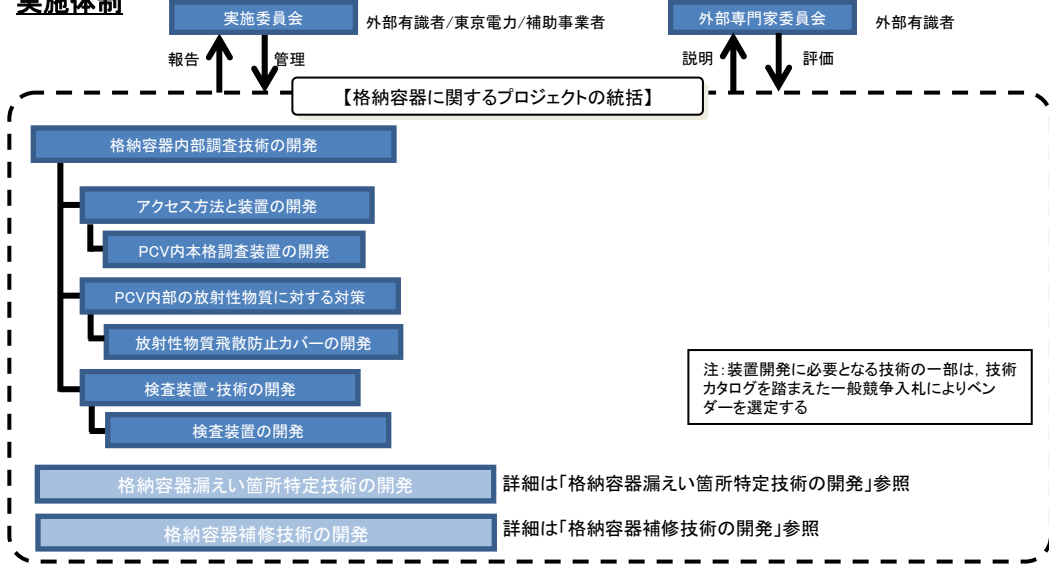 実施体制
実施委員会
外部有識者/東京電力/補助事業者
外部専門家委員会
外部有識者
報告
管理
説明
評価
【格納容器に関するプロジェクトの統括】
格納容器内部調査技術の開発
アクセス方法と装置の開発
PCV内本格調査装置の開発
PCV内部の放射性物質に対する対策
放射性物質飛散防止カバーの開発
検査装置・技術の開発
検査装置の開発
注：装置開発に必要となる技術の一部は，技術
カタログを踏まえた一般競争入札によりベン
ダーを選定する
格納容器漏えい箇所特定技術の開発
詳細は「格納容器漏えい箇所特定技術の開発」参照
格納容器補修技術の開発
詳細は「格納容器補修技術の開発」参照